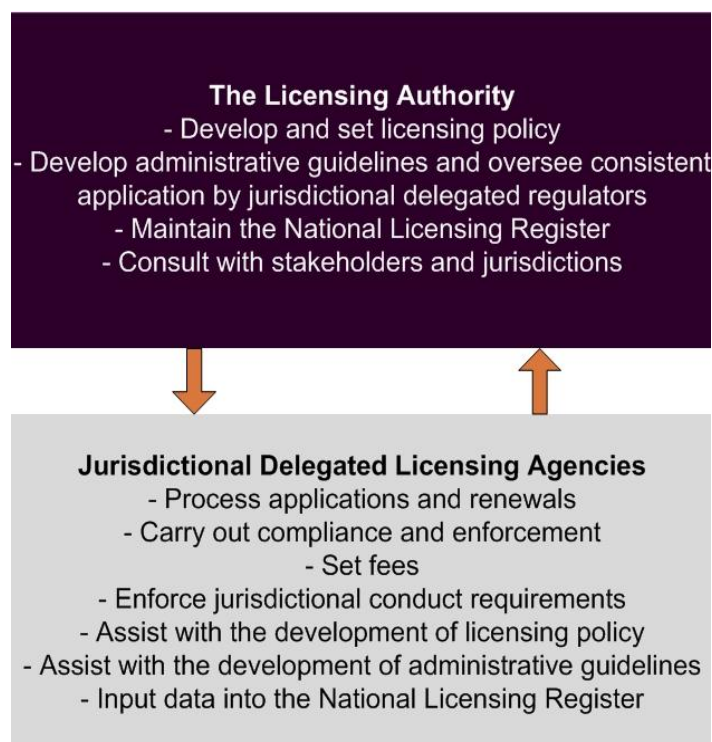 The Licensing Authority
- Develop and set licensing policy
- Develop administrative guidelines and oversee consistent
application by jurisdictional delegated regulators
- Maintain the National Licensing Register
- Consult with stakeholders and jurisdictions
Jurisdictional Delegated Licensing Agencies
- Process applications and renewals
- Carry out compliance and enforcement
- Set fees
- Enforce jurisdictional conduct requirements
- Assist with the development of licensing policy
- Assist with the development of administrative guidelines
- Input data into the National Licensing Register